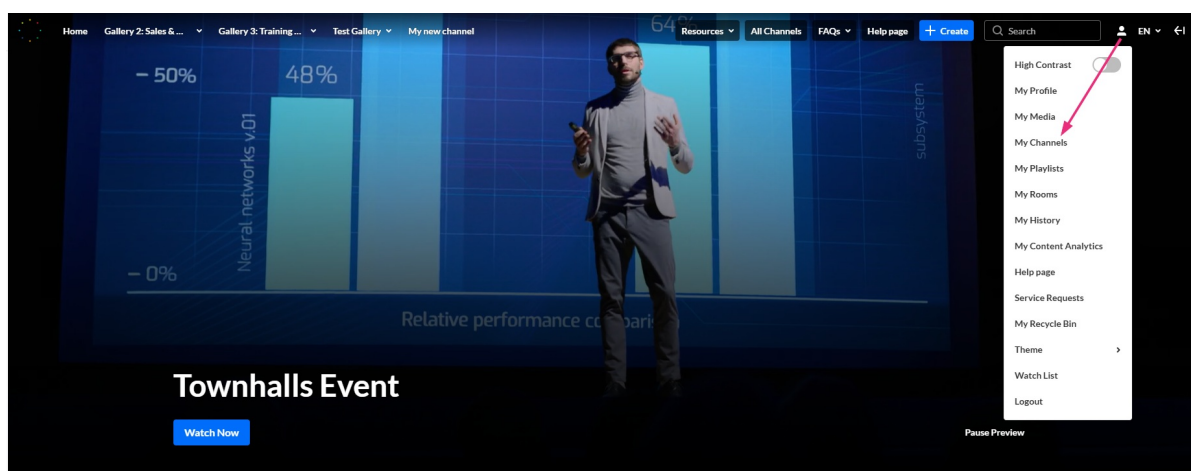 Home Gallery 2: Sales & ... Gallery 3: Training ... Test Gallery My new channel Resources All Channels FAQs Help page + Create Search EN
64%
– 50%
48%
Neural networks v.01
subsystem
– 0%
Relative performance
High Contrast
My Profile
My Media
My Channels
My Playlists
My Rooms
My History
My Content Analytics
Help page
Service Requests
My Recycle Bin
Theme
Watch List
Logout
Townhalls Event
Watch Now
Pause Preview